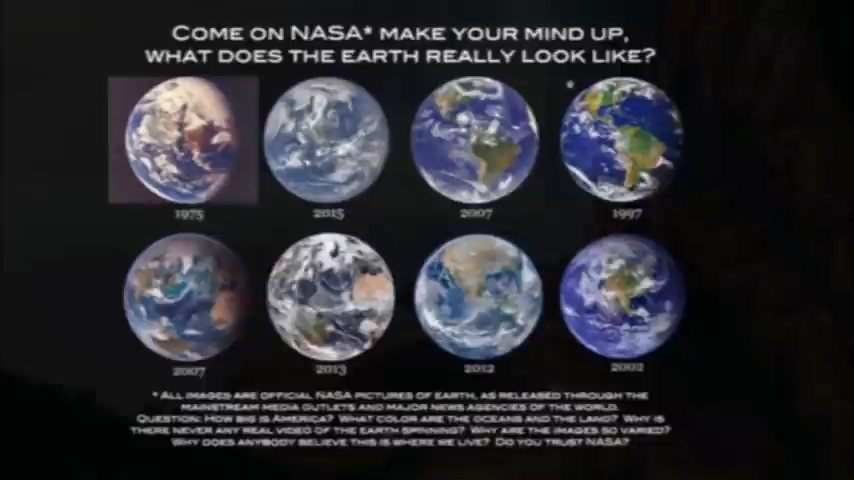 COME ON NASA* MAKE YOUR MIND UP,
WHAT DOES THE EARTH REALLY LOOK LIKE?
*
1975
2015
2007
1997
2007
2013
2012
2002
* ALL IMAGES ARE OFFICIAL NASA PICTURES OF EARTH, AS RELEASED THROUGH THE
MAINSTREAM MEDIA OUTLETS AND MAJOR NEWS AGENCIES OF THE WORLD.
QUESTION: HOW BIG IS AMERICA? WHAT COLOR ARE THE OCEANS AND THE LAND? WHY IS
THERE NEVER ANY REAL VIDEO OF THE EARTH SPINNING? WHY ARE THE IMAGES SO VARIED?
WHY DOES ANYBODY BELIEVE THIS IS WHERE WE LIVE? DO YOU TRUST NASA?